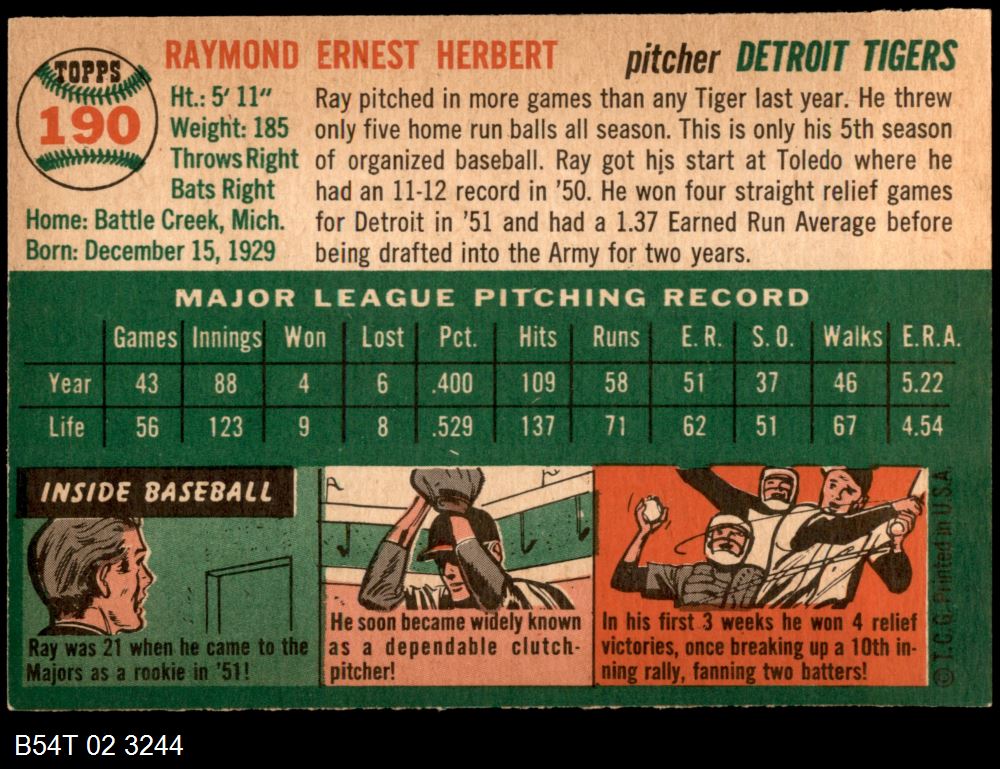 TOPPS
190
RAYMOND ERNEST HERBERT
pitcher DETROIT TIGERS
Ht.: 5' 11"
Weight: 185
Throws Right
Bats Right
Home: Battle Creek, Mich.
Born: December 15, 1929
Ray pitched in more games than any Tiger last year. He threw
only five home run balls all season. This is only his 5th season
of organized baseball. Ray got his start at Toledo where he
had an 11-12 record in '50. He won four straight relief games
for Detroit in '51 and had a 1.37 Earned Run Average before
being drafted into the Army for two years.
MAJOR LEAGUE PITCHING RECORD
Games Innings Won Lost Pct. Hits Runs E. R. S. O. Walks E.R.A.
Year 43 88 4 6 .400 109 58 51 37 46 5.22
Life 56 123 9 8 .529 137 71 62 51 67 4.54
INSIDE BASEBALL
Ray was 21 when he came to the
Majors as a rookie in '51!
He soon became widely known
as a dependable clutch-
pitcher!
In his first 3 weeks he won 4 relief
victories, once breaking up a 10th in-
ning rally, fanning two batters!
© T.C.G. Printed in U.S.A.
B54T 02 3244